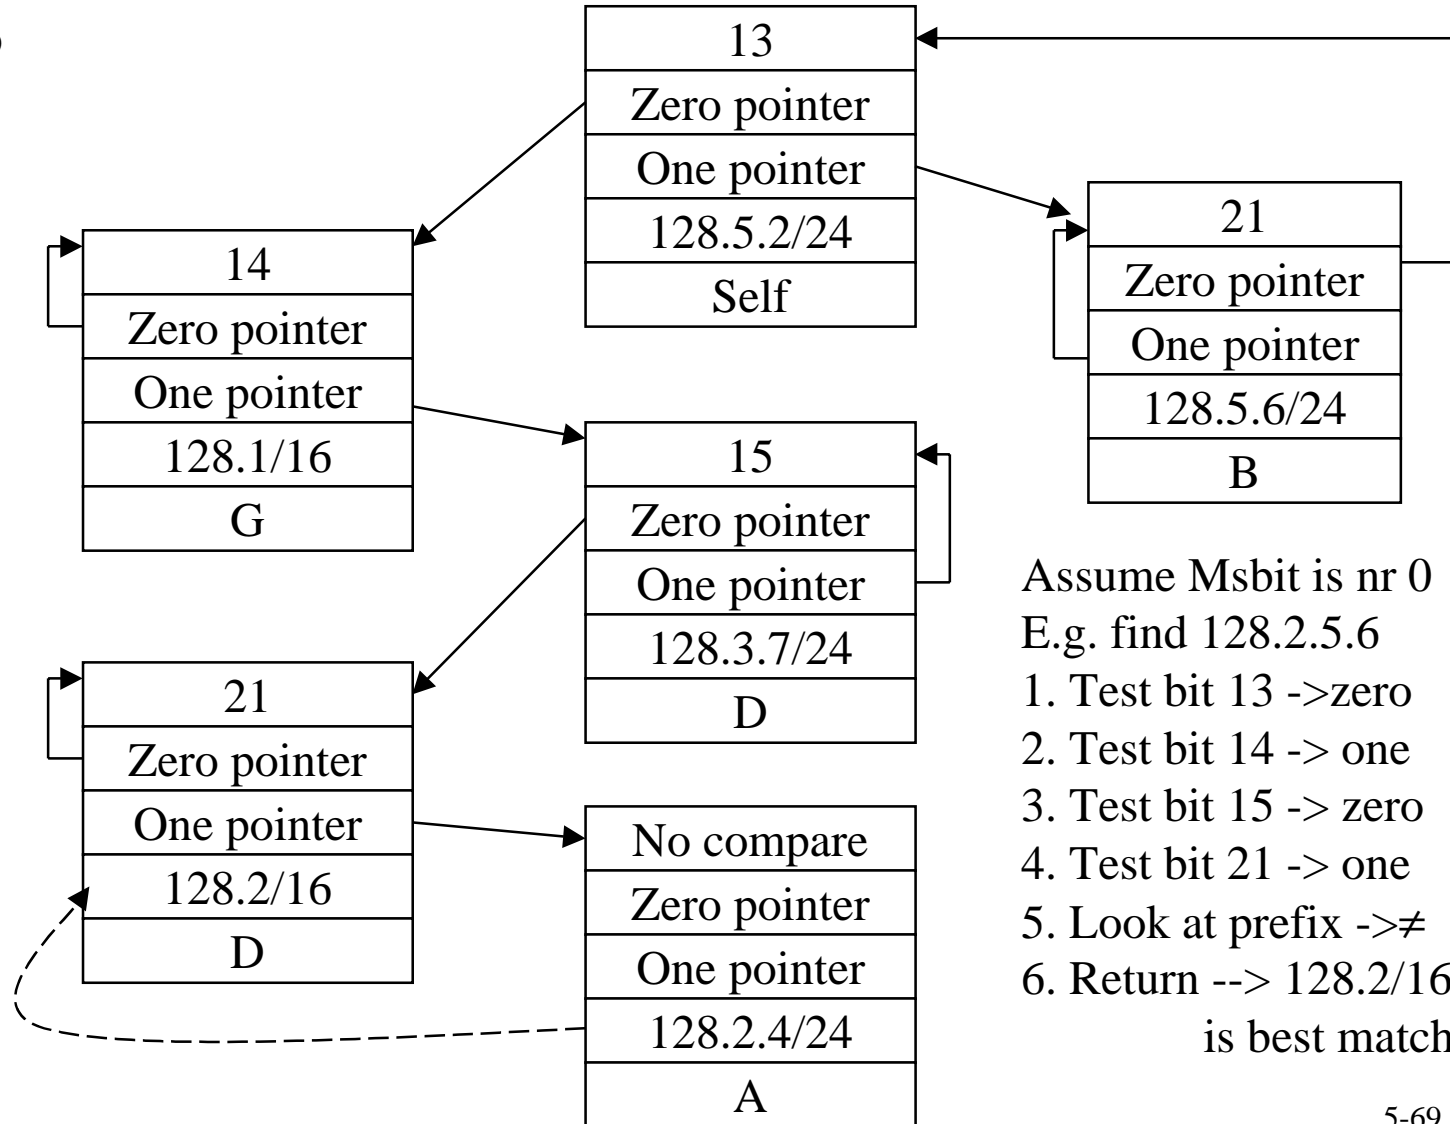 13
Zero pointer
One pointer
128.5.2/24
Self
14
Zero pointer
One pointer
128.1/16
G
21
Zero pointer
One pointer
128.5.6/24
B
15
Zero pointer
One pointer
128.3.7/24
D
21
Zero pointer
One pointer
128.2/16
D
No compare
Zero pointer
One pointer
128.2.4/24
A
Assume Msbit is nr 0
E.g. find 128.2.5.6
1. Test bit 13 ->zero
2. Test bit 14 -> one
3. Test bit 15 -> zero
4. Test bit 21 -> one
5. Look at prefix ->≠
6. Return --> 128.2/16
is best match
5-69